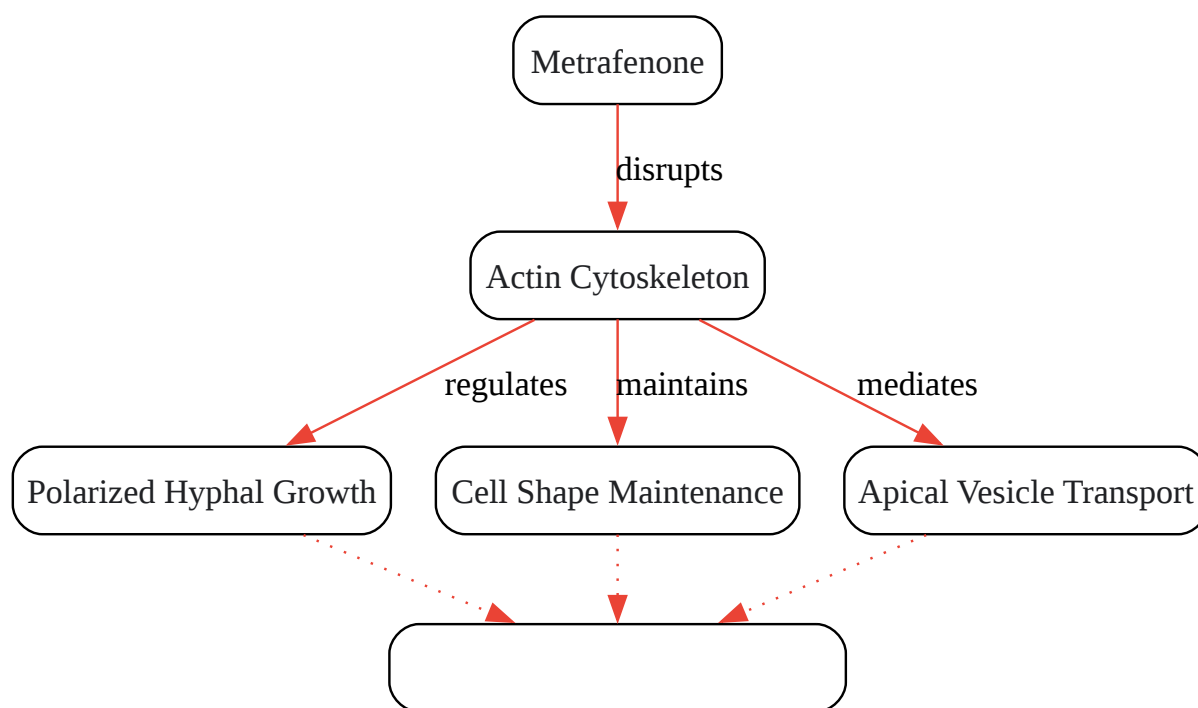 Metrafenone
disrupts
Actin Cytoskeleton
regulates
maintains
mediates
Polarized Hyphal Growth
Cell Shape Maintenance
Apical Vesicle Transport